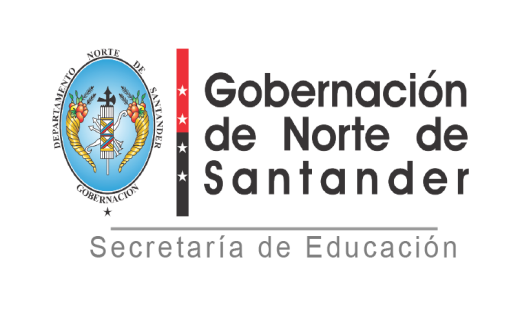 DEPARTAMENTO NORTE DE SANTANDER
GOBERNACIÓN
Gobernación
de Norte de
Santander
Secretaría de Educación